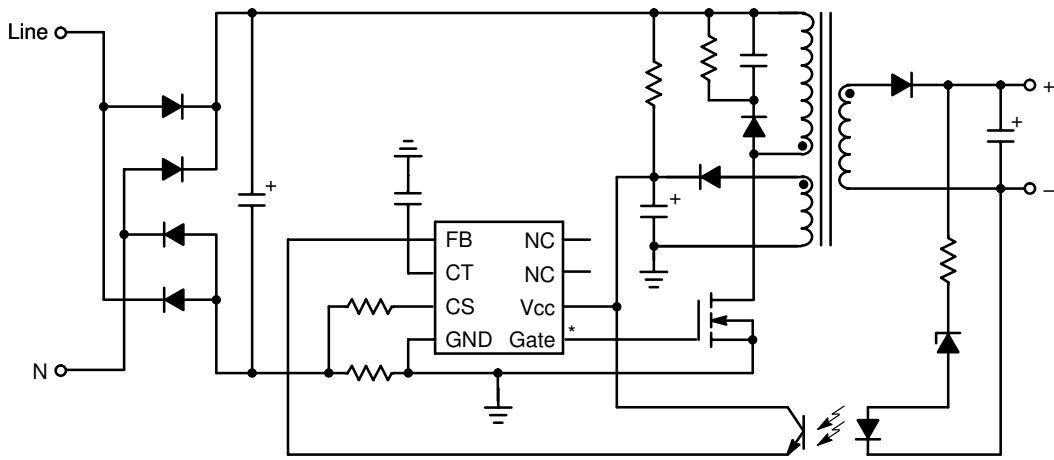 Line
+
+
+
+
−
FB
NC
CT
NC
CS
Vcc
GND
Gate
*
N